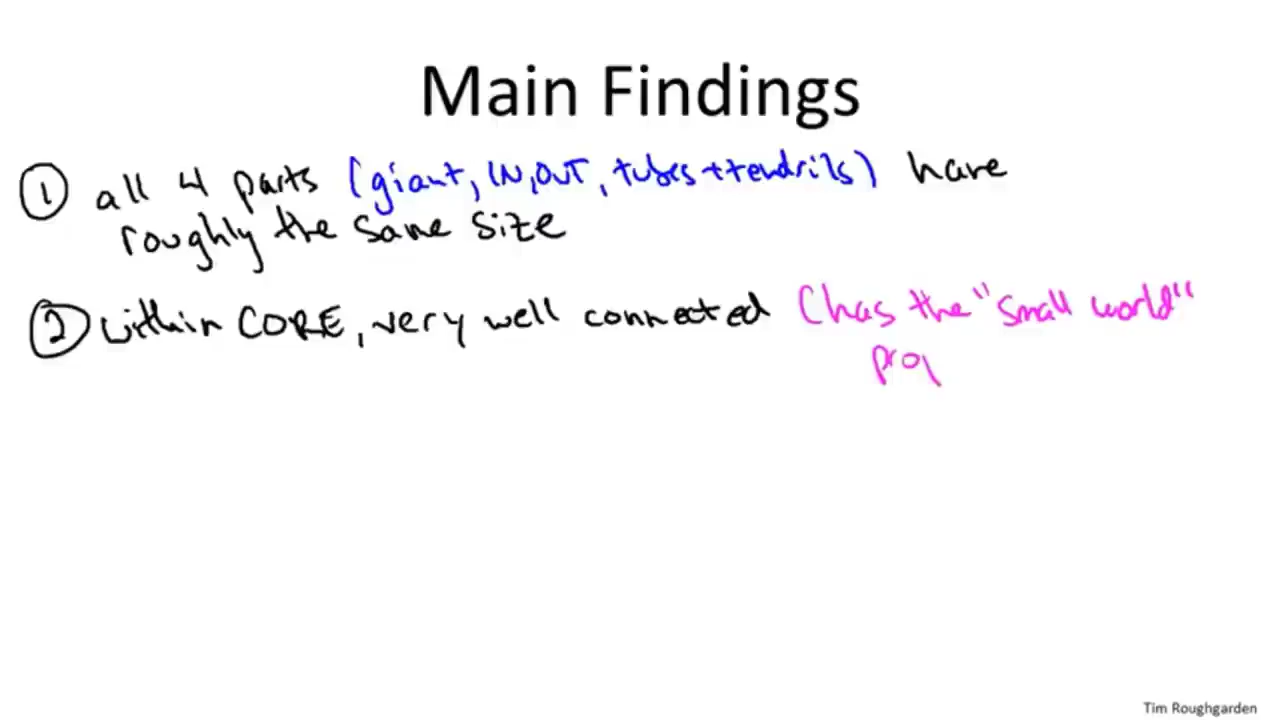 Main Findings
① all 4 parts (giant, IN, OUT, tubes + tendrils) have
roughly the same size
② within CORE, very well connected (has the "small world"
prop
Tim Roughgarden